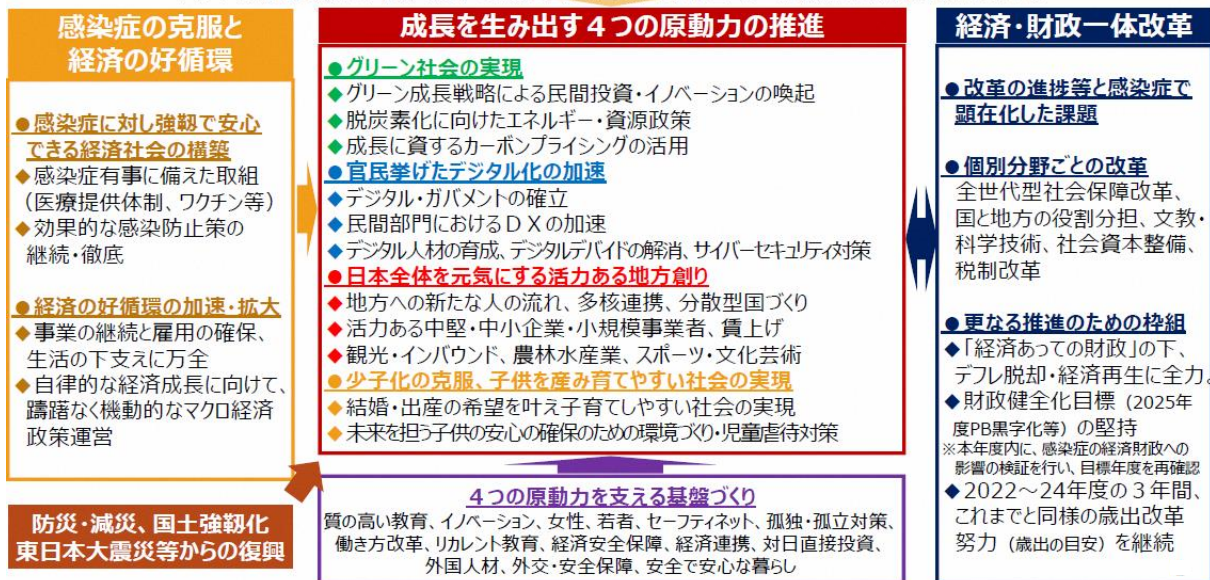 感染症の克服と
経済の好循環
●感染症に対し強靱で安心
できる経済社会の構築
◆感染症有事に備えた取組
（医療提供体制、ワクチン等）
◆効果的な感染防止策の
継続・徹底
●経済の好循環の加速・拡大
◆事業の継続と雇用の確保、
生活の下支えに万全
◆自律的な経済成長に向けて、
躊躇なく機動的なマクロ経済
政策運営
防災・減災、国土強靱化
東日本大震災等からの復興
成長を生み出す４つの原動力の推進
●グリーン社会の実現
◆グリーン成長戦略による民間投資・イノベーションの喚起
◆脱炭素化に向けたエネルギー・資源政策
◆成長に資するカーボンプライシングの活用
●官民挙げたデジタル化の加速
◆デジタル・ガバメントの確立
◆民間部門におけるＤＸの加速
◆デジタル人材の育成、デジタルデバイドの解消、サイバーセキュリティ対策
●日本全体を元気にする活力ある地方創り
◆地方への新たな人の流れ、多核連携、分散型国づくり
◆活力ある中堅・中小企業・小規模事業者、賃上げ
◆観光・インバウンド、農林水産業、スポーツ・文化芸術
●少子化の克服、子供を産み育てやすい社会の実現
◆結婚・出産の希望を叶え子育てしやすい社会の実現
◆未来を担う子供の安心の確保のための環境づくり・児童虐待対策
４つの原動力を支える基盤づくり
質の高い教育、イノベーション、女性、若者、セーフティネット、孤独・孤立対策、
働き方改革、リカレント教育、経済安全保障、経済連携、対日直接投資、
外国人材、外交・安全保障、安全で安心な暮らし
経済・財政一体改革
●改革の進捗等と感染症で
顕在化した課題
●個別分野ごとの改革
全世代型社会保障改革、
国と地方の役割分担、文教・
科学技術、社会資本整備、
税制改革
●更なる推進のための枠組
◆「経済あっての財政」の下、
デフレ脱却・経済再生に全力。
◆財政健全化目標（2025年
度PB黒字化等）の堅持
※本年度内に、感染症の経済財政への
影響の検証を行い、目標年度を再確認
◆2022～24年度の３年間、
これまでと同様の歳出改革
努力（歳出の目安）を継続